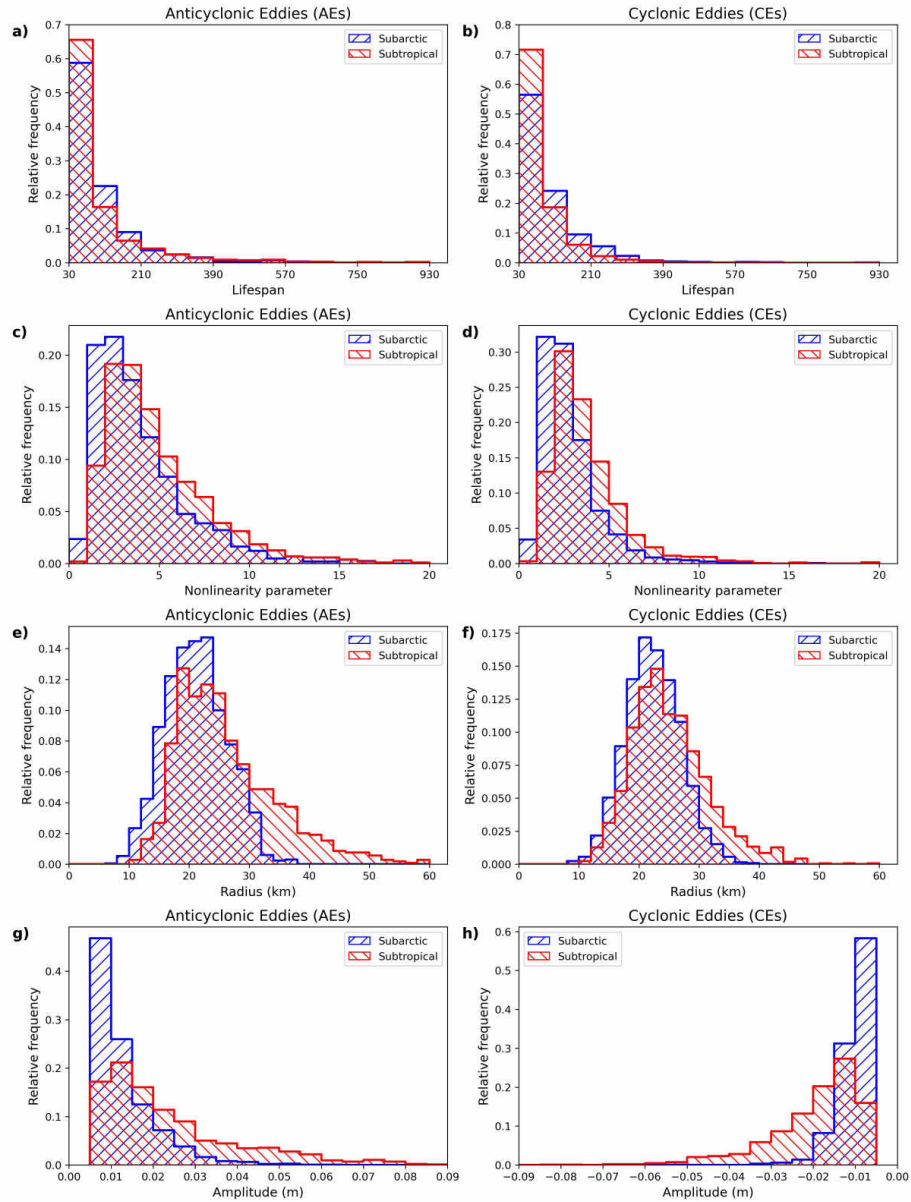 Anticyclonic Eddies (AEs)
a)
0.7
0.6
0.5
0.4
0.3
0.2
0.1
0.0
Relative frequency
Subarctic
Subtropical
30 210 390 570 750 930
Lifespan
Cyclonic Eddies (CEs)
b)
0.8
0.7
0.6
0.5
0.4
0.3
0.2
0.1
0.0
Relative frequency
Subarctic
Subtropical
30 210 390 570 750 930
Lifespan
Anticyclonic Eddies (AEs)
c)
0.20
0.15
0.10
0.05
0.00
Relative frequency
Subarctic
Subtropical
0 5 10 15 20
Nonlinearity parameter
Cyclonic Eddies (CEs)
d)
0.30
0.25
0.20
0.15
0.10
0.05
0.00
Relative frequency
Subarctic
Subtropical
0 5 10 15 20
Nonlinearity parameter
Anticyclonic Eddies (AEs)
e)
0.14
0.12
0.10
0.08
0.06
0.04
0.02
0.00
Relative frequency
Subarctic
Subtropical
0 10 20 30 40 50 60
Radius (km)
Cyclonic Eddies (CEs)
f)
0.175
0.150
0.125
0.100
0.075
0.050
0.025
0.000
Relative frequency
Subarctic
Subtropical
0 10 20 30 40 50 60
Radius (km)
Anticyclonic Eddies (AEs)
g)
0.4
0.3
0.2
0.1
0.0
Relative frequency
Subarctic
Subtropical
0.00 0.01 0.02 0.03 0.04 0.05 0.06 0.07 0.08 0.09
Amplitude (m)
Cyclonic Eddies (CEs)
h)
0.6
0.5
0.4
0.3
0.2
0.1
0.0
Relative frequency
Subarctic
Subtropical
−0.09 −0.08 −0.07 −0.06 −0.05 −0.04 −0.03 −0.02 −0.01 0.00
Amplitude (m)